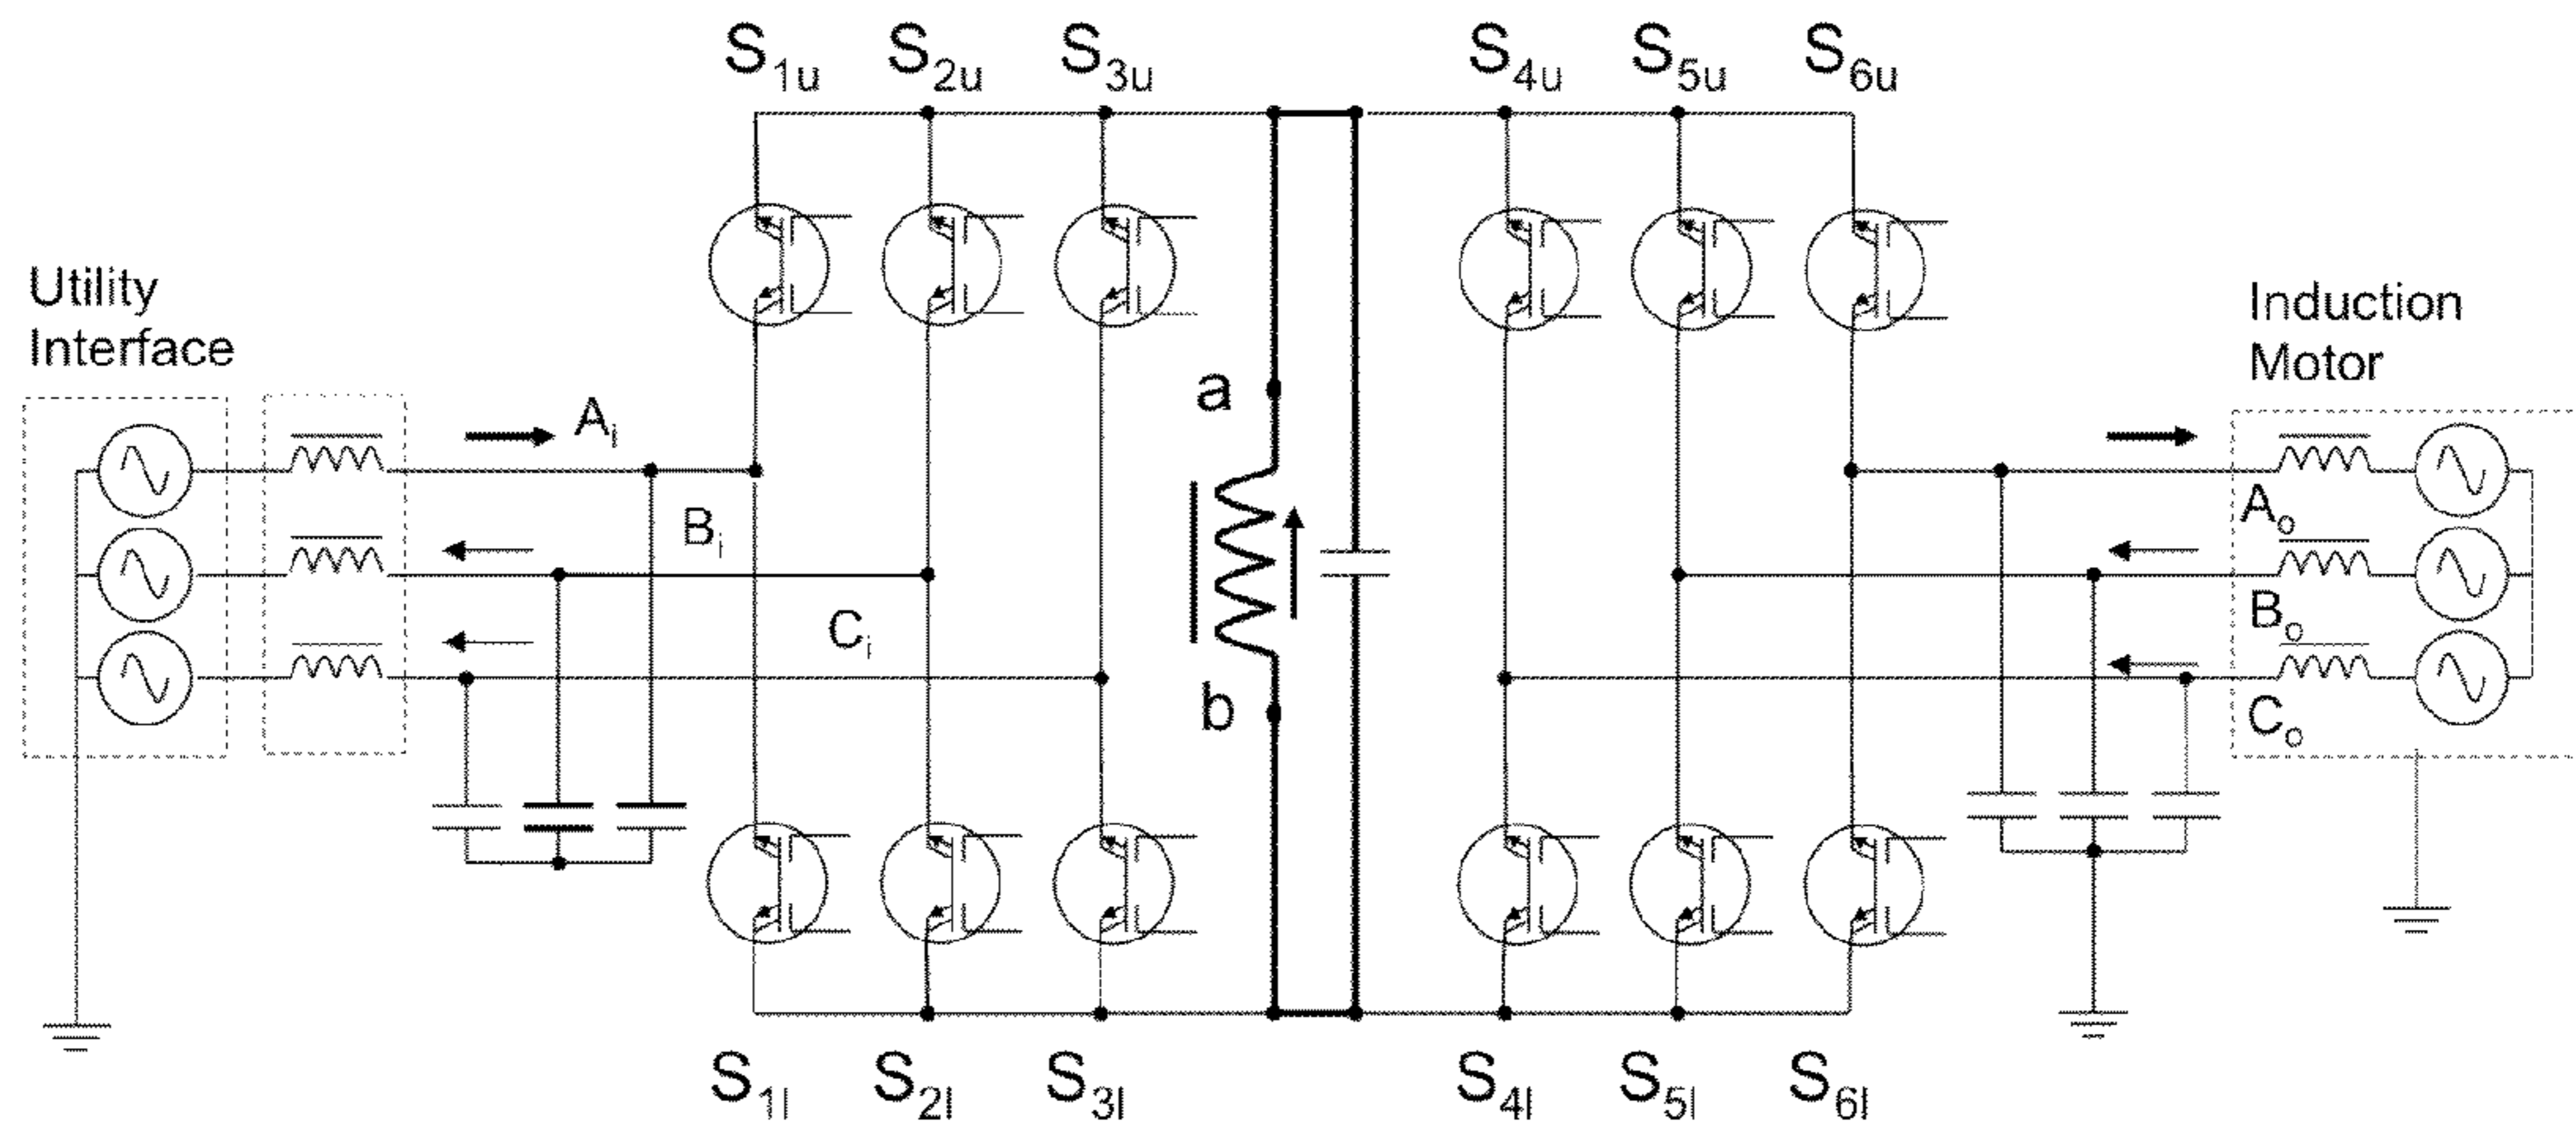 S1u S2u S3u S4u S5u S6u
Utility
Interface
Induction
Motor
Ai
a
Bi
Ao
Ci
Bo
b
Co
S1l S2l S3l S4l S5l S6l